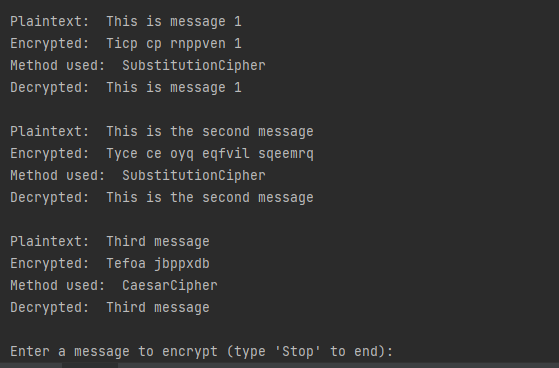 Plaintext:  This is message 1
Encrypted:  Ticp cp rnppven 1
Method used:  SubstitutionCipher
Decrypted:  This is message 1
Plaintext:  This is the second message
Encrypted:  Tyce ce oyq eqfvil sqeemrq
Method used:  SubstitutionCipher
Decrypted:  This is the second message
Plaintext:  Third message
Encrypted:  Tefoa jbppxdb
Method used:  CaesarCipher
Decrypted:  Third message
Enter a message to encrypt (type 'Stop' to end):